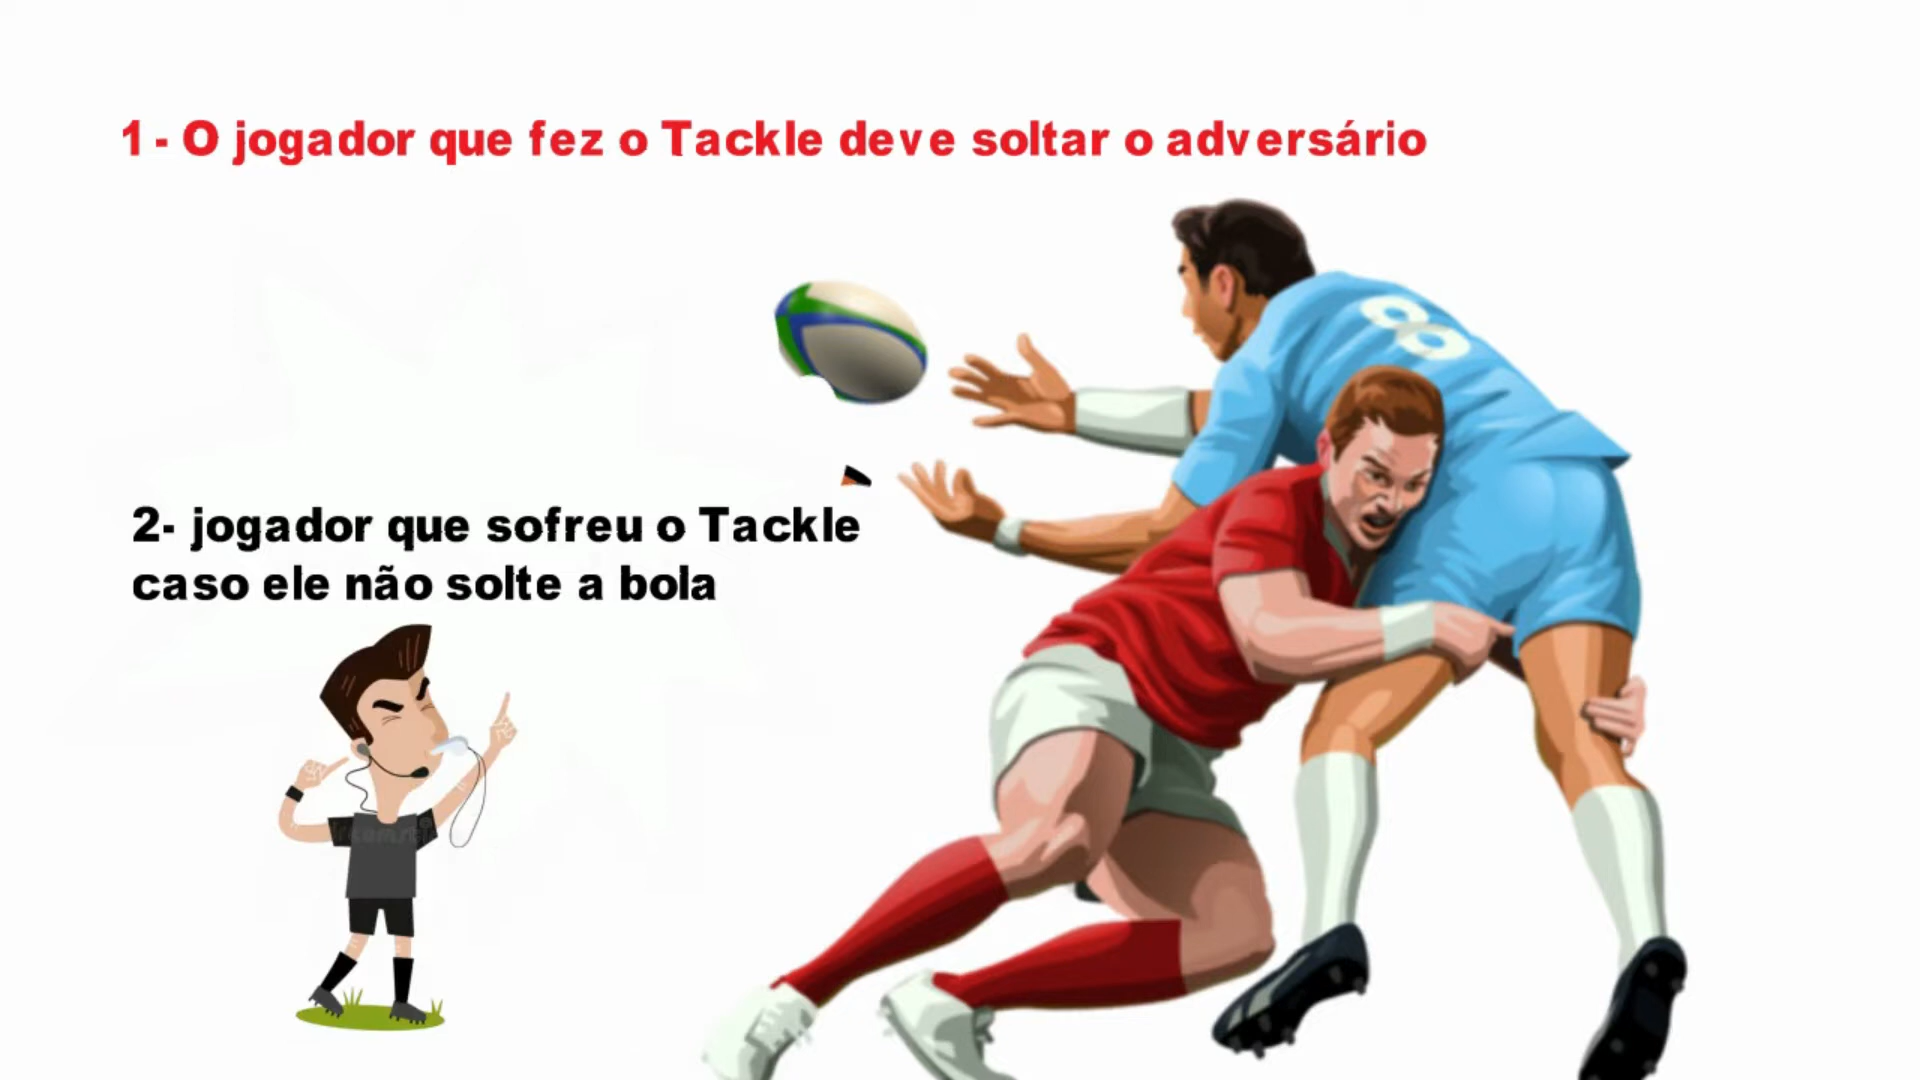 1- O jogador que fez o Tackle deve soltar o adversário
2- jogador que sofreu o Tackle
caso ele não solte a bola